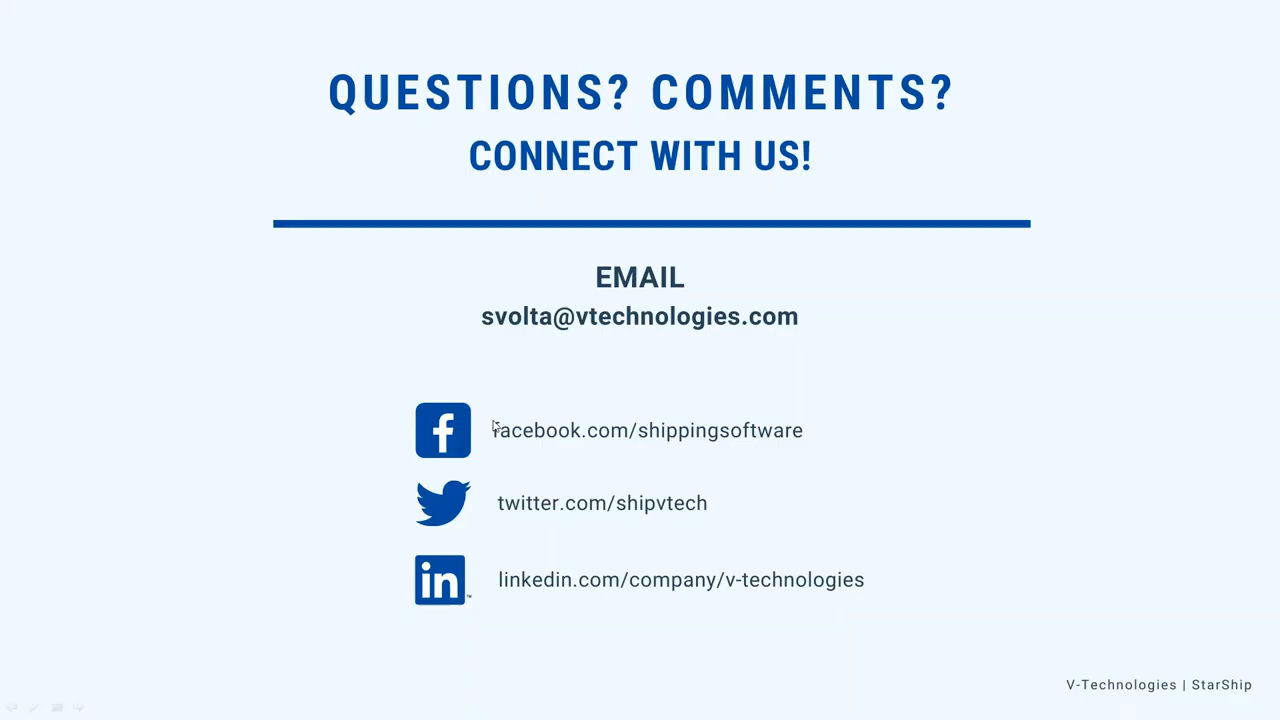 QUESTIONS? COMMENTS?
CONNECT WITH US!
EMAIL
svolta@vtechnologies.com
facebook.com/shippingsoftware
twitter.com/shipvtech
in
linkedin.com/company/v-technologies
V-Technologies | StarShip